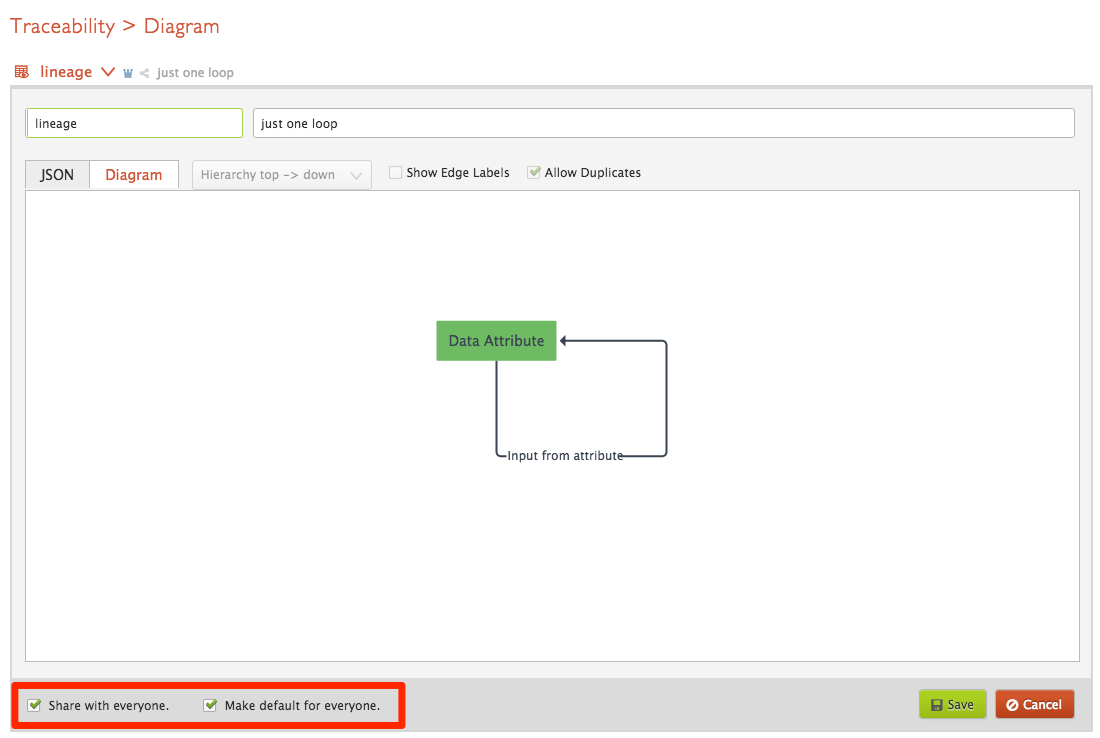 Traceability > Diagram
lineage just one loop
lineage just one loop
JSON Diagram Hierarchy top -> down Show Edge Labels Allow Duplicates
Data Attribute
Input from attribute
Share with everyone. Make default for everyone. Save Cancel